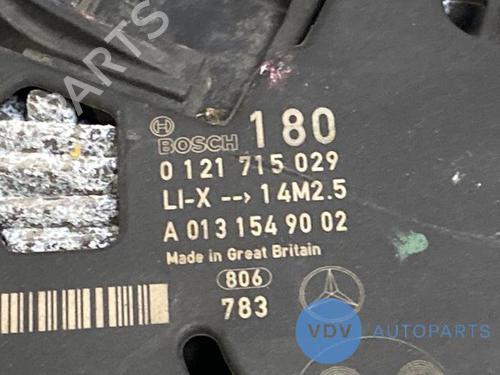 B-PARTS
BOSCH 180
0 121 715 029
LI-X --› 14M2.5
A 013 154 90 02
Made in Great Britain
806
783
VDV AUTOPARTS